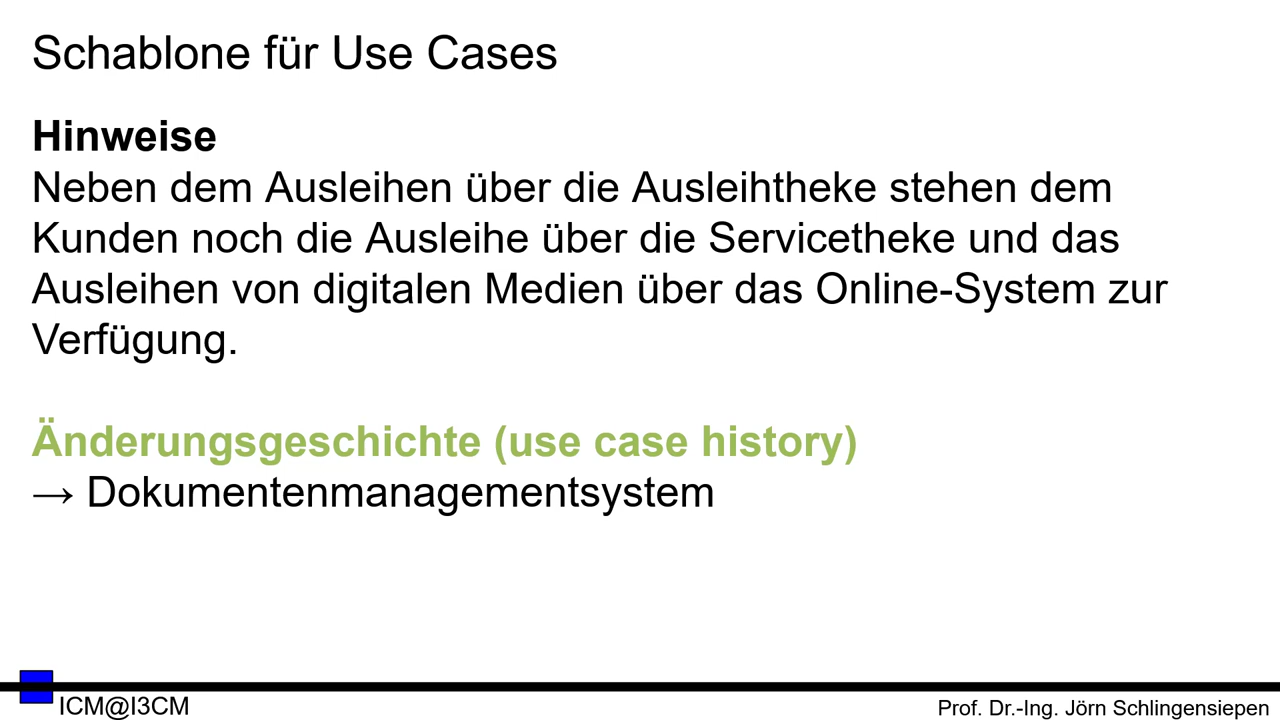 Schablone für Use Cases
Hinweise
Neben dem Ausleihen über die Ausleihtheke stehen dem
Kunden noch die Ausleihe über die Servicetheke und das
Ausleihen von digitalen Medien über das Online-System zur
Verfügung.
Änderungsgeschichte (use case history)
→ Dokumentenmanagementsystem
ICM@I3CM
Prof. Dr.-Ing. Jörn Schlingensiepen